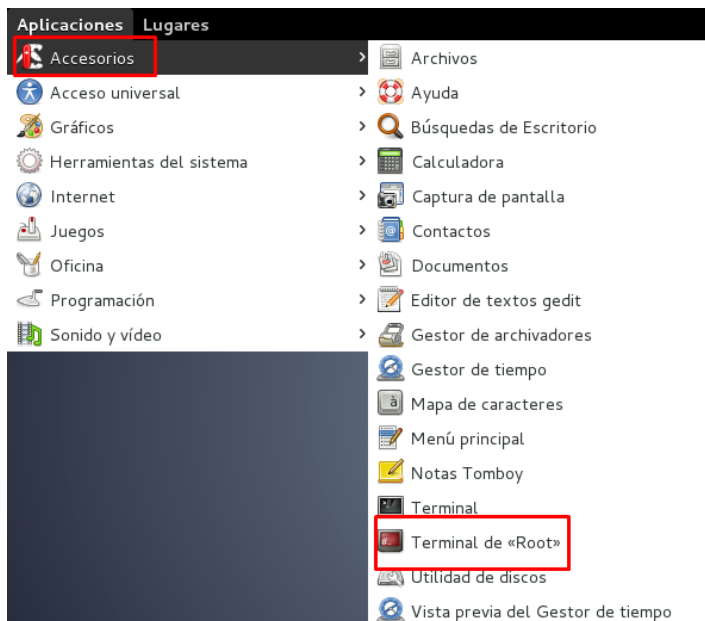 Aplicaciones Lugares
Accesorios
Acceso universal
Gráficos
Herramientas del sistema
Internet
Juegos
Oficina
Programación
Sonido y vídeo
Archivos
Ayuda
Búsquedas de Escritorio
Calculadora
Captura de pantalla
Contactos
Documentos
Editor de textos gedit
Gestor de archivadores
Gestor de tiempo
Mapa de caracteres
Menú principal
Notas Tomboy
Terminal
Terminal de «Root»
Utilidad de discos
Vista previa del Gestor de tiempo